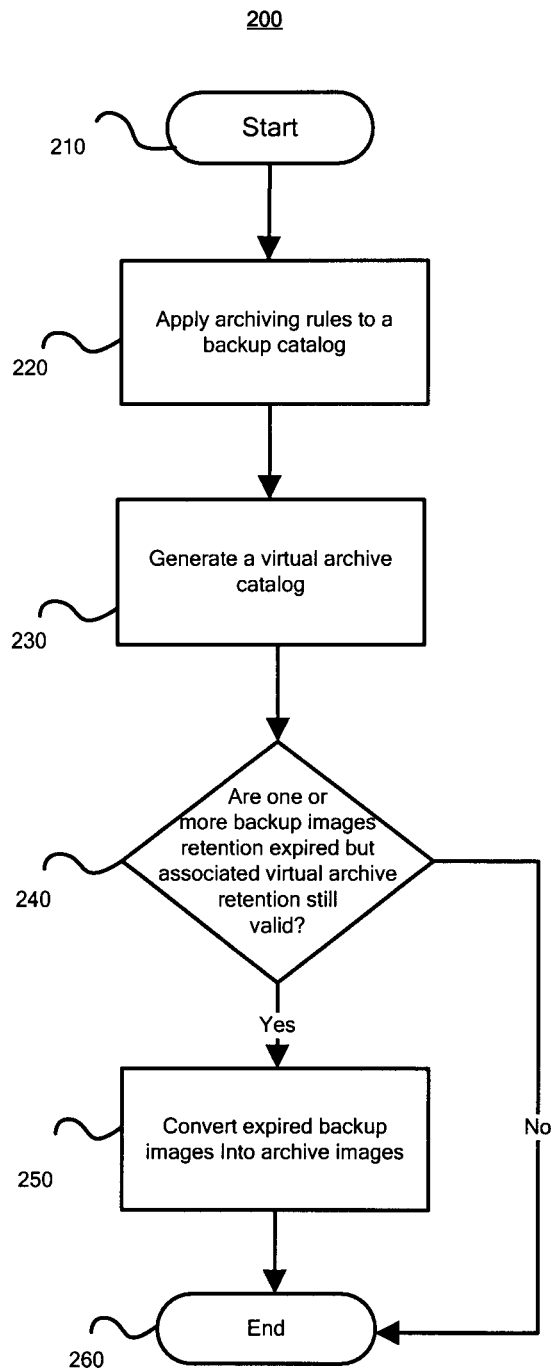 200
Start
210
Apply archiving rules to a
backup catalog
220
Generate a virtual archive
catalog
230
Are one or
more backup images
retention expired but
associated virtual archive
retention still
valid?
240
Yes
Convert expired backup
images Into archive images
No
250
End
260